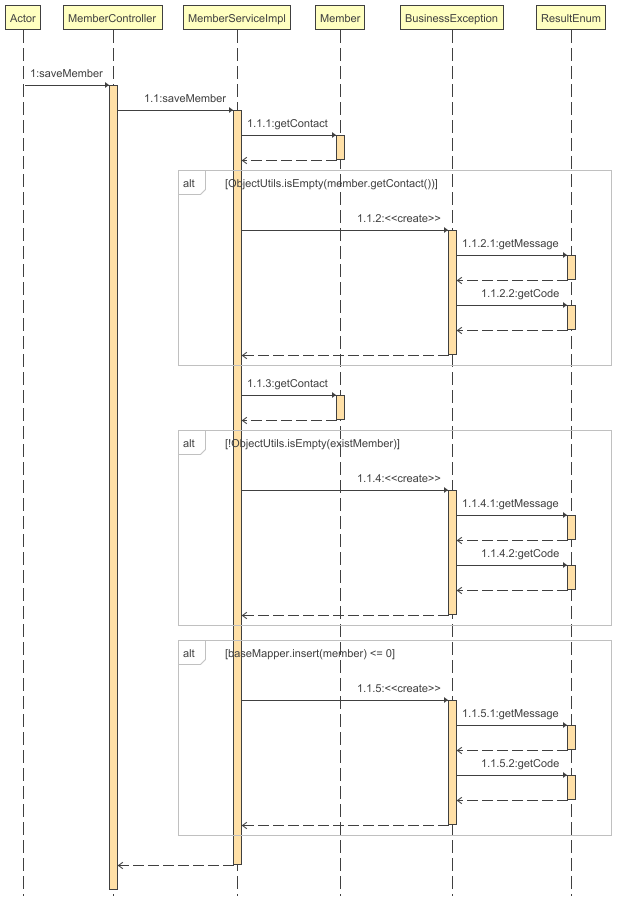 Actor MemberController MemberServiceImpl Member BusinessException ResultEnum
1:saveMember
1.1:saveMember
1.1.1:getContact
alt [ObjectUtils.isEmpty(member.getContact())]
1.1.2:<<create>>
1.1.2.1:getMessage
1.1.2.2:getCode
1.1.3:getContact
alt [!ObjectUtils.isEmpty(existMember)]
1.1.4:<<create>>
1.1.4.1:getMessage
1.1.4.2:getCode
alt [baseMapper.insert(member) <= 0]
1.1.5:<<create>>
1.1.5.1:getMessage
1.1.5.2:getCode